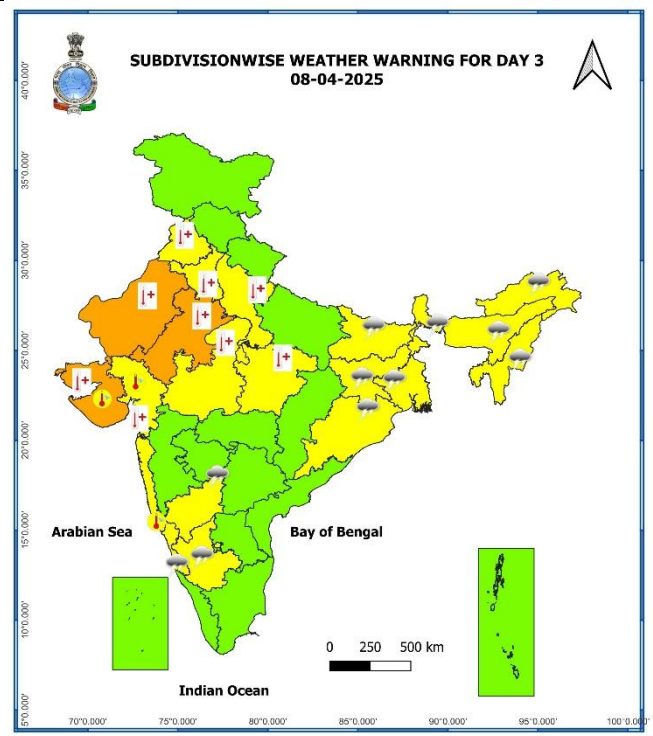 SUBDIVISIONWISE WEATHER WARNING FOR DAY 3
08-04-2025
40°0.000'
35°0.000'
30°0.000'
25°0.000'
20°0.000'
15°0.000'
10°0.000'
5°0.000'
Arabian Sea
Bay of Bengal
0 250 500 km
Indian Ocean
70°0.000' 75°0.000' 80°0.000' 85°0.000' 90°0.000' 95°0.000' 100°0.000'